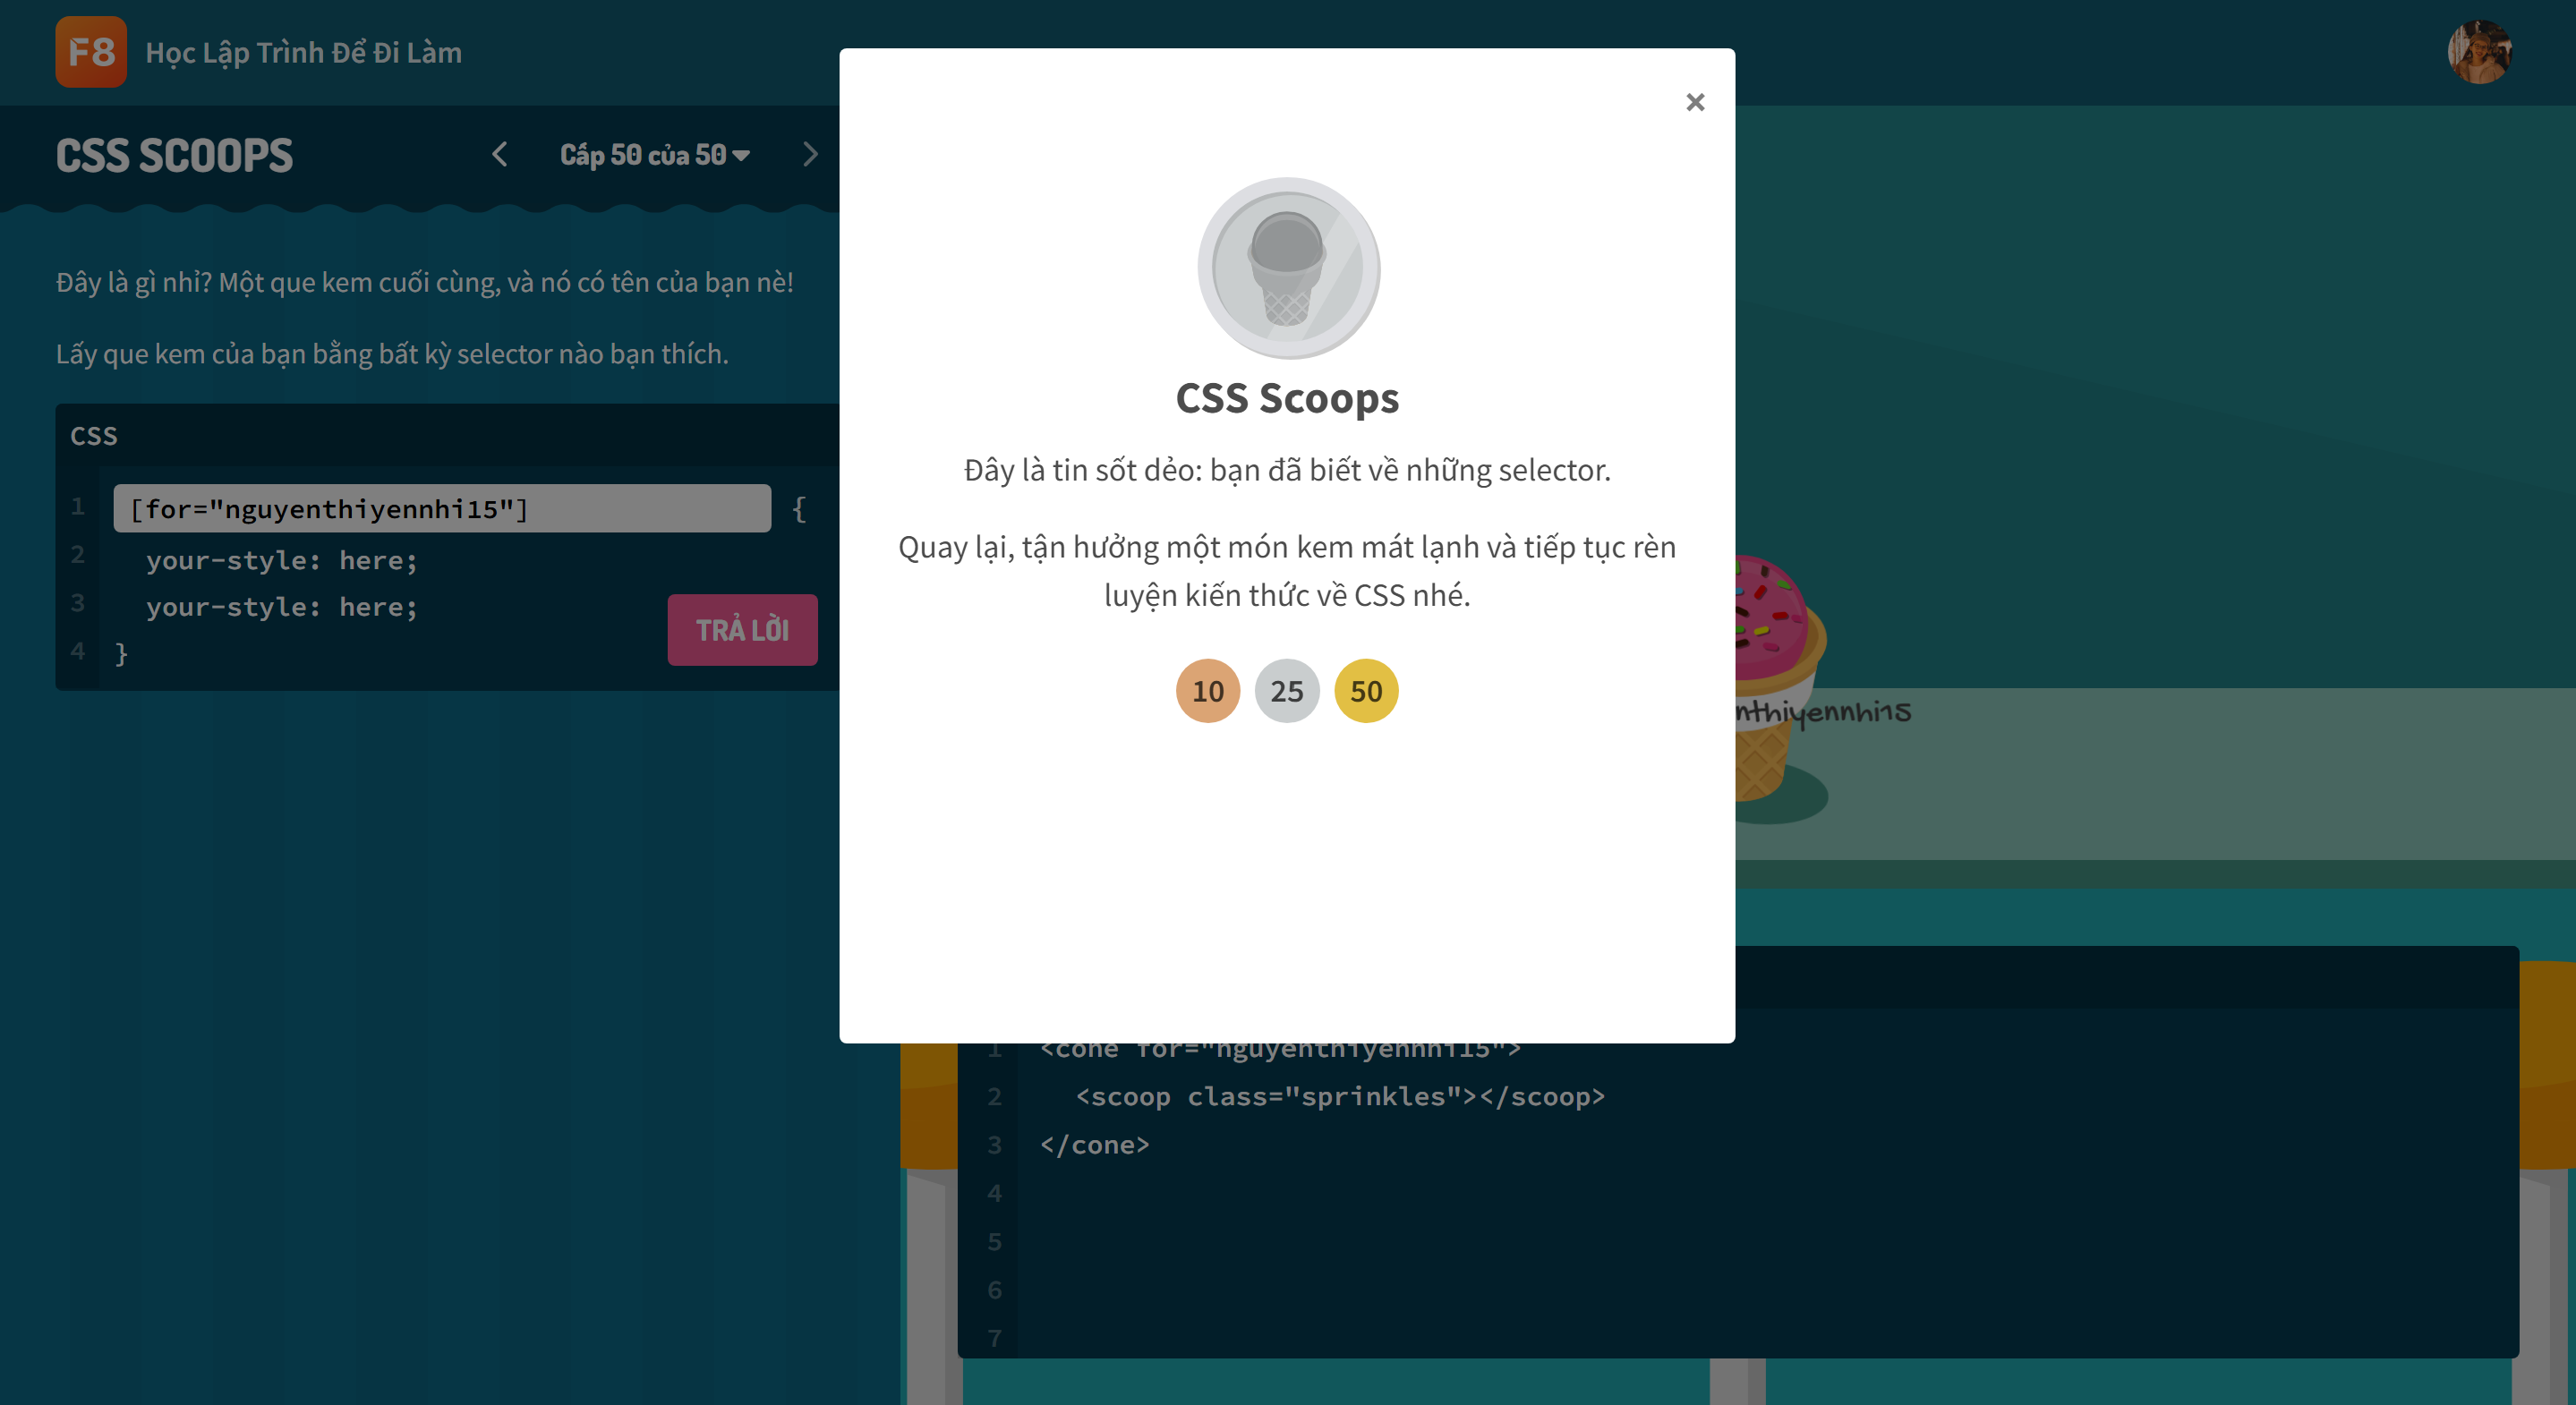 F8 Học Lập Trình Để Đi Làm
CSS SCOOPS
Cấp 50 của 50
Đây là gì nhỉ? Một que kem cuối cùng, và nó có tên của bạn nè!
Lấy que kem của bạn bằng bất kỳ selector nào bạn thích.
CSS
1 [for="nguyenthiyennhi15"] {
2 your-style: here;
3 your-style: here;
4 }
TRẢ LỜI
×
CSS Scoops
Đây là tin sốt dẻo: bạn đã biết về những selector.
Quay lại, tận hưởng một món kem mát lạnh và tiếp tục rèn
luyện kiến thức về CSS nhé.
10 25 50
nthiyennhi15
1 <cone for="nguyenthiyennhi15">
2 <scoop class="sprinkles"></scoop>
3 </cone>
4
5
6
7